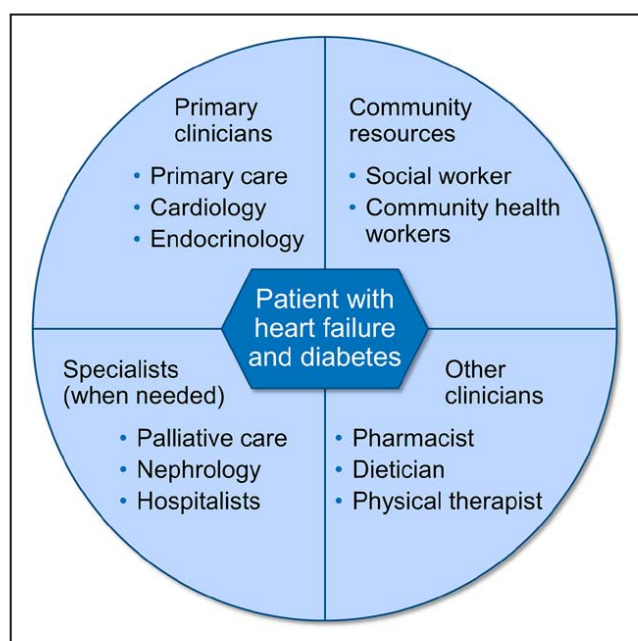 Primary
clinicians
• Primary care
• Cardiology
• Endocrinology
Community
resources
• Social worker
• Community health
workers
Patient with
heart failure
and diabetes
Specialists
(when needed)
• Palliative care
• Nephrology
• Hospitalists
Other
clinicians
• Pharmacist
• Dietician
• Physical therapist